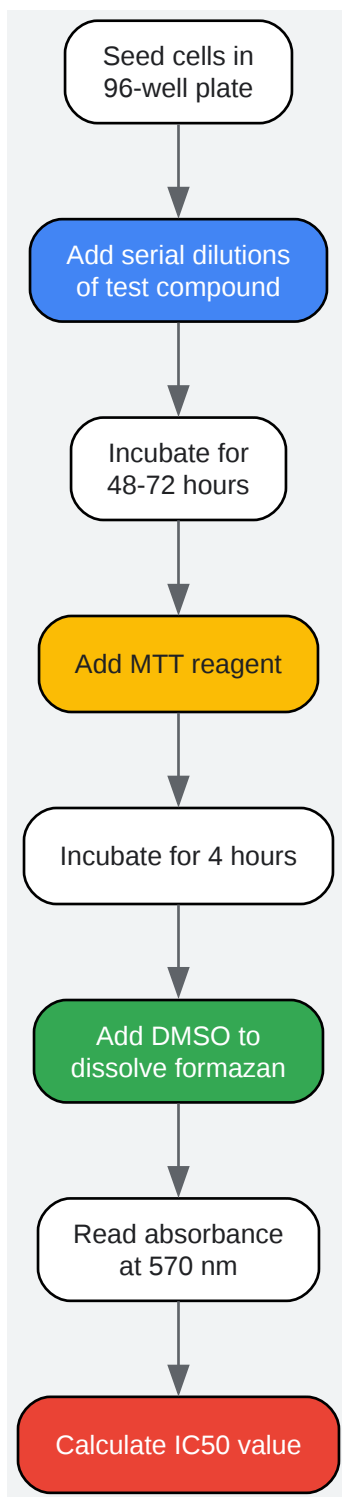 Seed cells in
96-well plate
Add serial dilutions
of test compound
Incubate for
48-72 hours
Add MTT reagent
Incubate for 4 hours
Add DMSO to
dissolve formazan
Read absorbance
at 570 nm
Calculate IC50 value